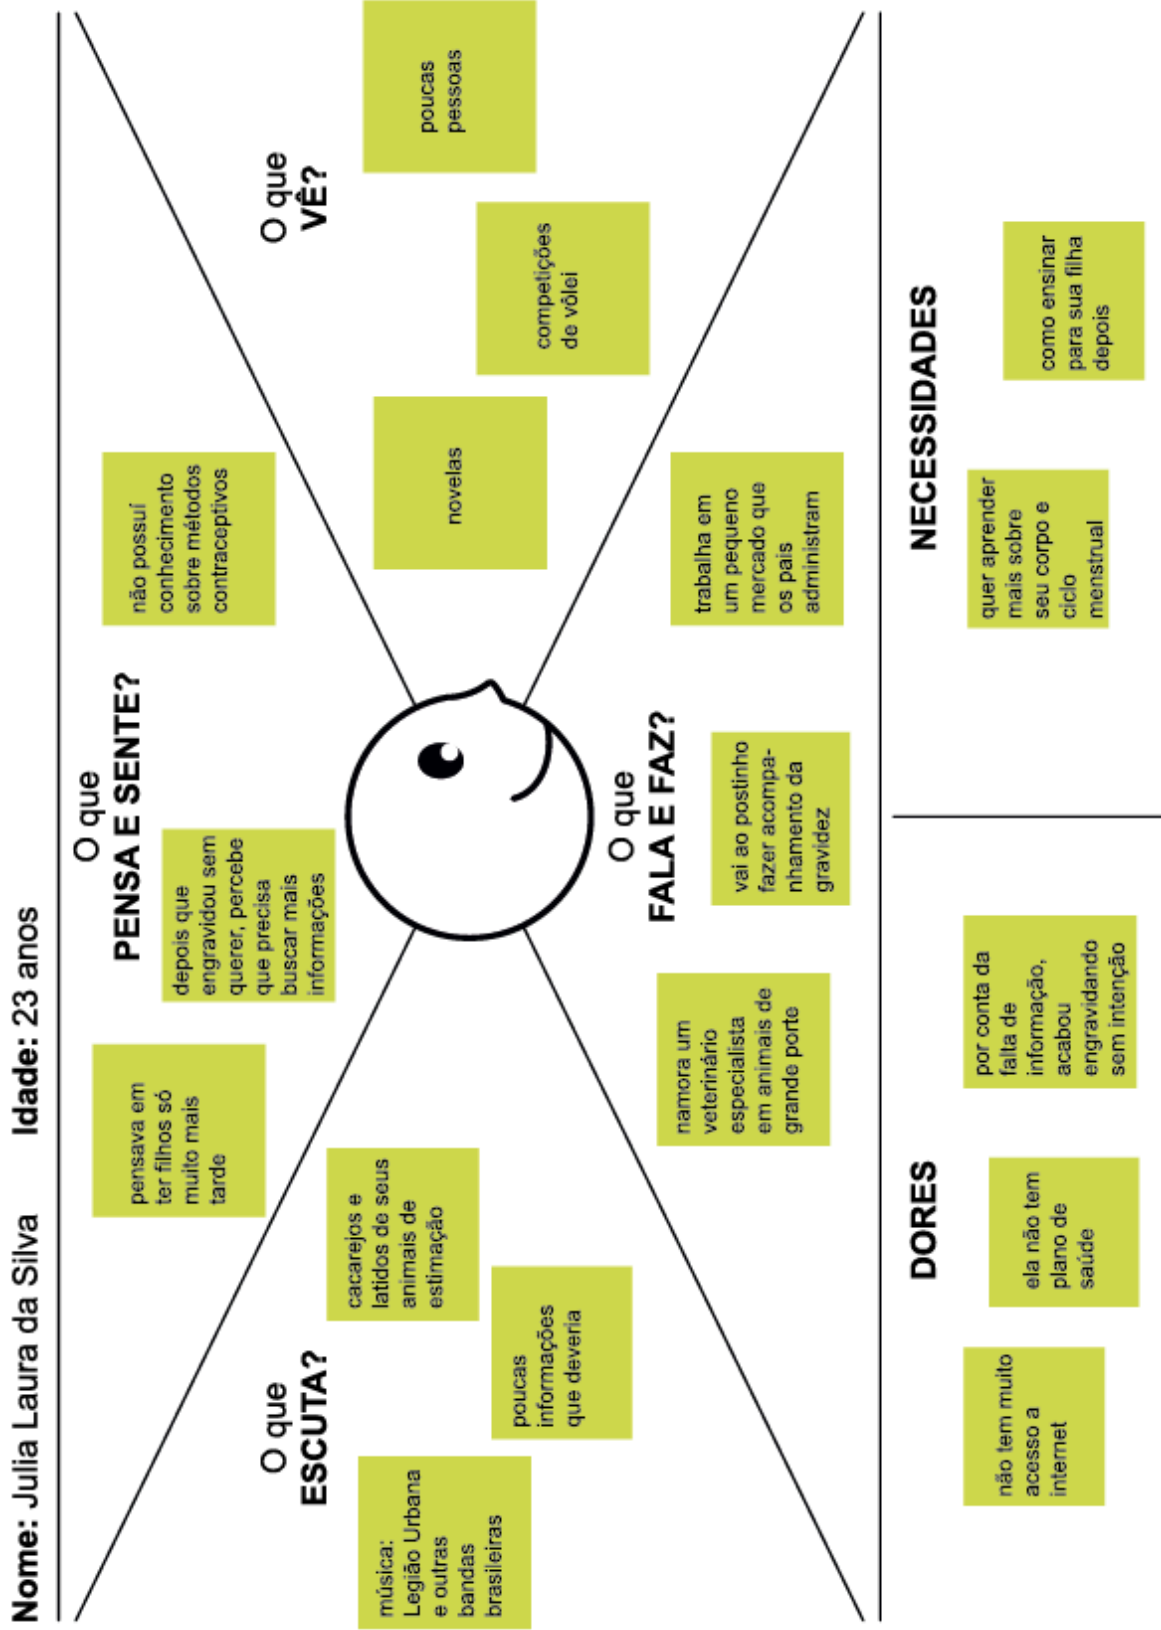 Nome: Julia Laura da Silva Idade: 23 anos
O que
PENSA E SENTE?
pensava em
ter filhos só
muito mais
tarde
depois que
engravidou sem
querer, percebe
que precisa
buscar mais
informações
não possuí
conhecimento
sobre métodos
contraceptivos
O que
ESCUTA?
música:
Legião Urbana
e outras
bandas
brasileiras
poucas
informações
que deveria
cacarejos e
latidos de seus
animais de
estimação
O que
VÊ?
novelas
competições
de vôlei
poucas
pessoas
O que
FALA E FAZ?
namora um
veterinário
especialista
em animais de
grande porte
vai ao postinho
fazer acompa-
nhamento da
gravidez
trabalha em
um pequeno
mercado que
os pais
administram
DORES
não tem muito
acesso a
internet
ela não tem
plano de
saúde
por conta da
falta de
informação,
acabou
engravidando
sem intenção
NECESSIDADES
quer aprender
mais sobre
seu corpo e
ciclo
menstrual
como ensinar
para sua filha
depois